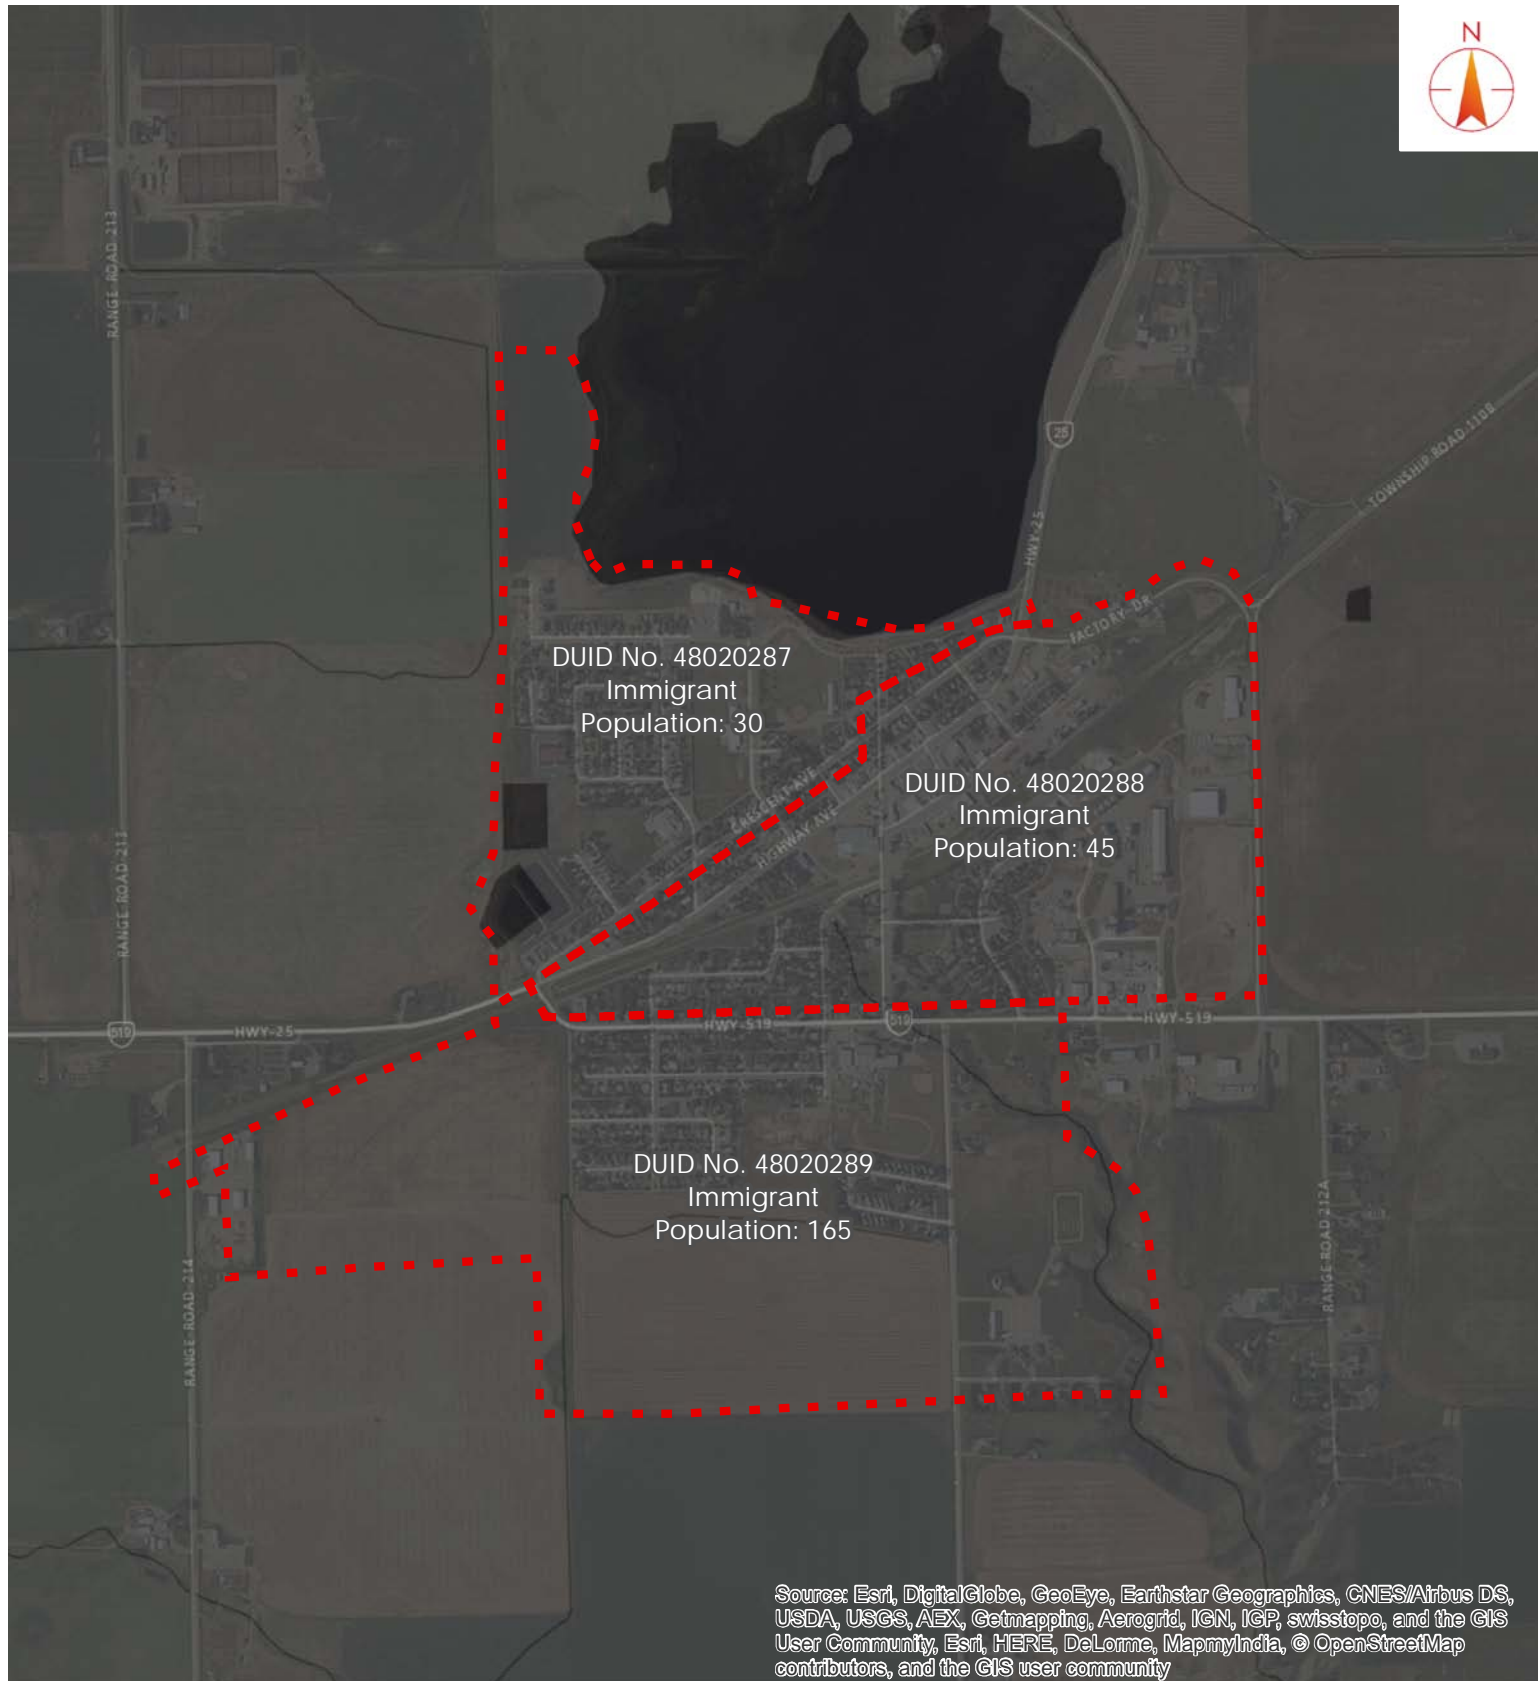 N
RANGE ROAD 213
25
TOWNSHIP ROAD 110B
HWY-25
FACTORY DR
DUID No. 48020287
Immigrant
Population: 30
DUID No. 48020288
Immigrant
Population: 45
CRESCENT AVE
HIGHWAY AVE
RANGE ROAD 213
519
HWY-25
HWY-519
519
HWY-519
DUID No. 48020289
Immigrant
Population: 165
RANGE ROAD 212A
RANGE ROAD 214
Source: Esri, DigitalGlobe, GeoEye, Earthstar Geographics, CNES/Airbus DS,
USDA, USGS, AEX, Getmapping, Aerogrid, IGN, IGP, swisstopo, and the GIS
User Community, Esri, HERE, DeLorme, MapmyIndia, © OpenStreetMap
contributors, and the GIS user community